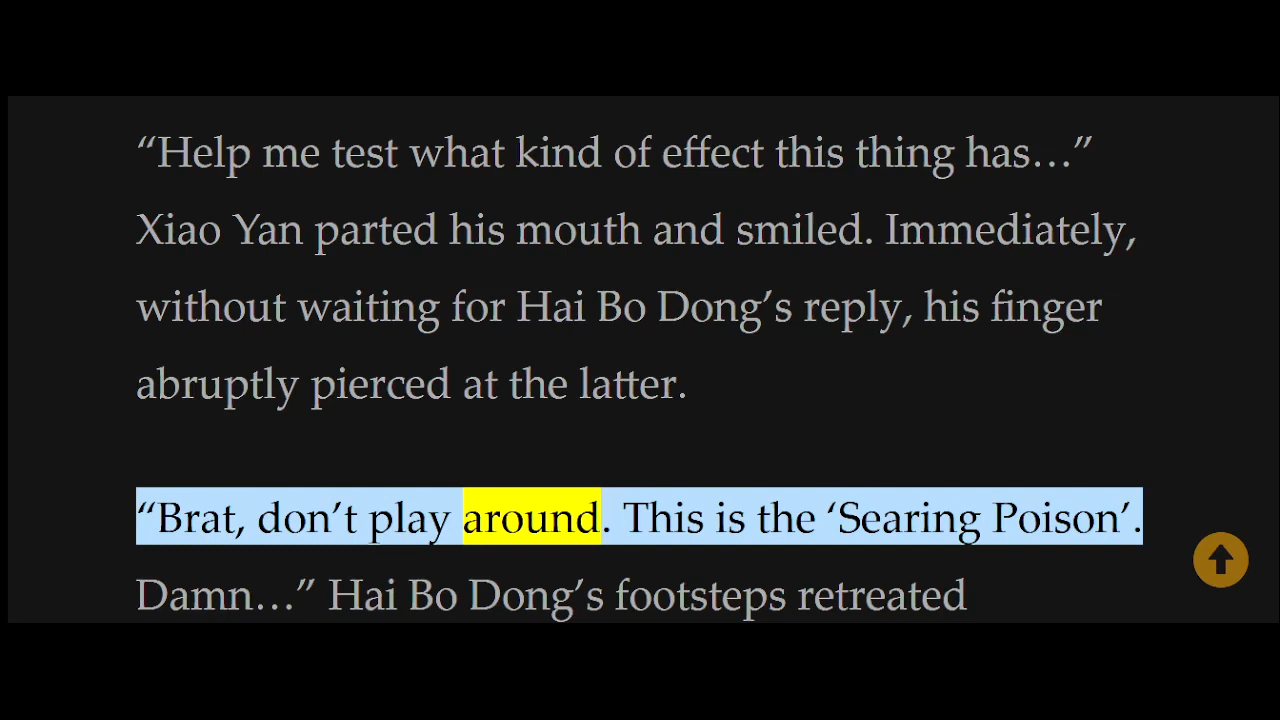 “Help me test what kind of effect this thing has…”
Xiao Yan parted his mouth and smiled. Immediately,
without waiting for Hai Bo Dong’s reply, his finger
abruptly pierced at the latter.
“Brat, don’t play around. This is the ‘Searing Poison’.
Damn…” Hai Bo Dong’s footsteps retreated